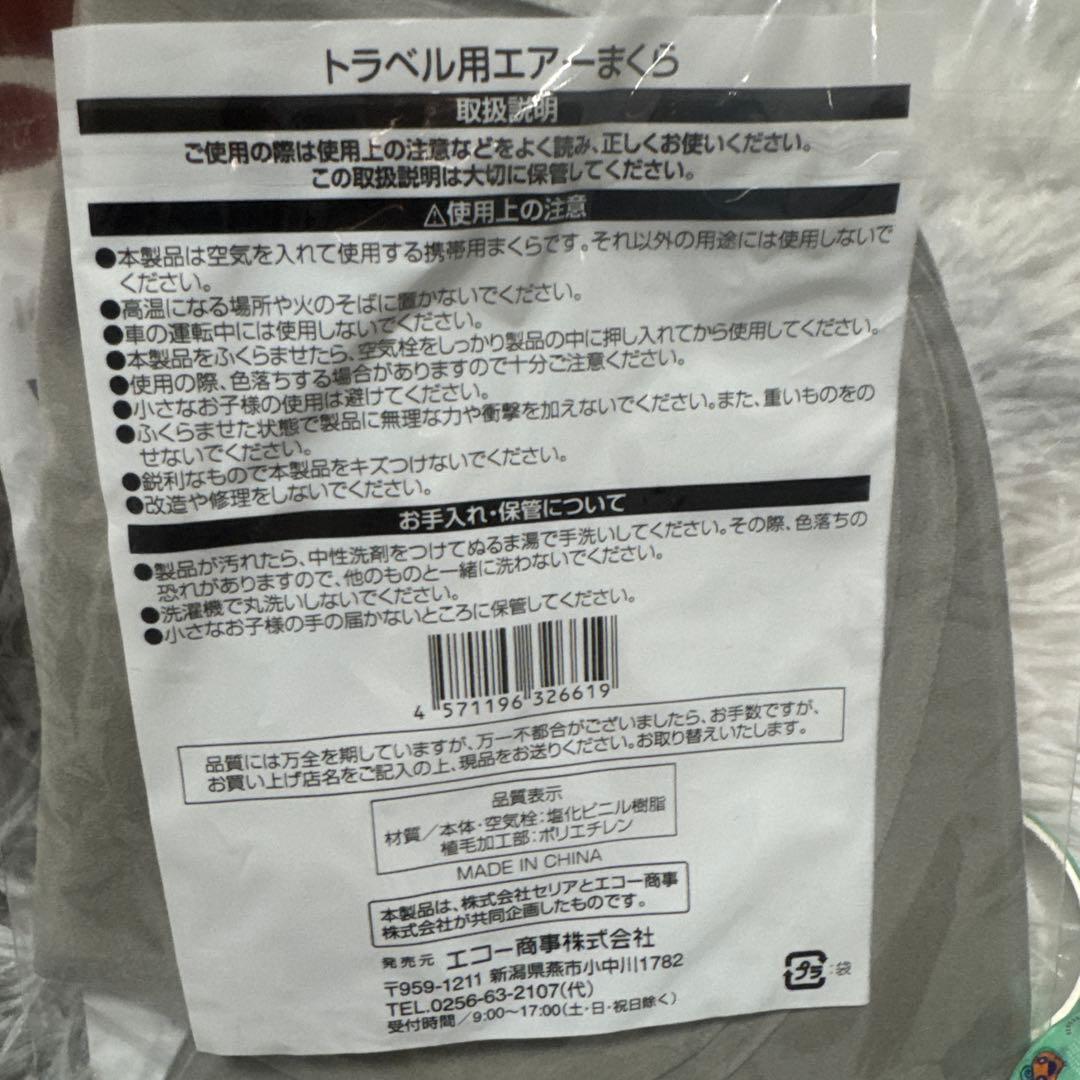 トラベル用エアーまくら
取扱説明
ご使用の際は使用上の注意などをよく読み、正しくお使いください。
この取扱説明は大切に保管してください。
⚠使用上の注意
●本製品は空気を入れて使用する携帯用まくらです。それ以外の用途には使用しないで
ください。
●高温になる場所や火のそばに置かないでください。
●車の運転中には使用しないでください。
●本製品をふくらませたら、空気栓をしっかり製品の中に押し入れてから使用してください。
●使用の際、色落ちする場合がありますので十分ご注意ください。
●小さなお子様の使用は避けてください。
●ふくらませた状態で製品に無理な力や衝撃を加えないでください。また、重いものをの
せないでください。
●鋭利なもので本製品をキズつけないでください。
●改造や修理をしないでください。
お手入れ・保管について
●製品が汚れたら、中性洗剤をつけてぬるま湯で手洗いしてください。その際、色落ちの
恐れがありますので、他のものと一緒に洗わないでください。
●洗濯機で丸洗いしないでください。
●小さなお子様の手の届かないところに保管してください。
4 571196 326619
品質には万全を期していますが、万一不都合がございましたら、お手数ですが、
お買い上げ店名をご記入の上、現品をお送りください。お取り替えいたします。
品質表示
材質／本体・空気栓：塩化ビニル樹脂
植毛加工部：ポリエチレン
MADE IN CHINA
本製品は、株式会社セリアとエコー商事
株式会社が共同企画したものです。
発売元 エコー商事株式会社
〒959-1211 新潟県燕市小中川1782
TEL.0256-63-2107(代)
受付時間／9:00〜17:00(土・日・祝日除く)
プラ：袋